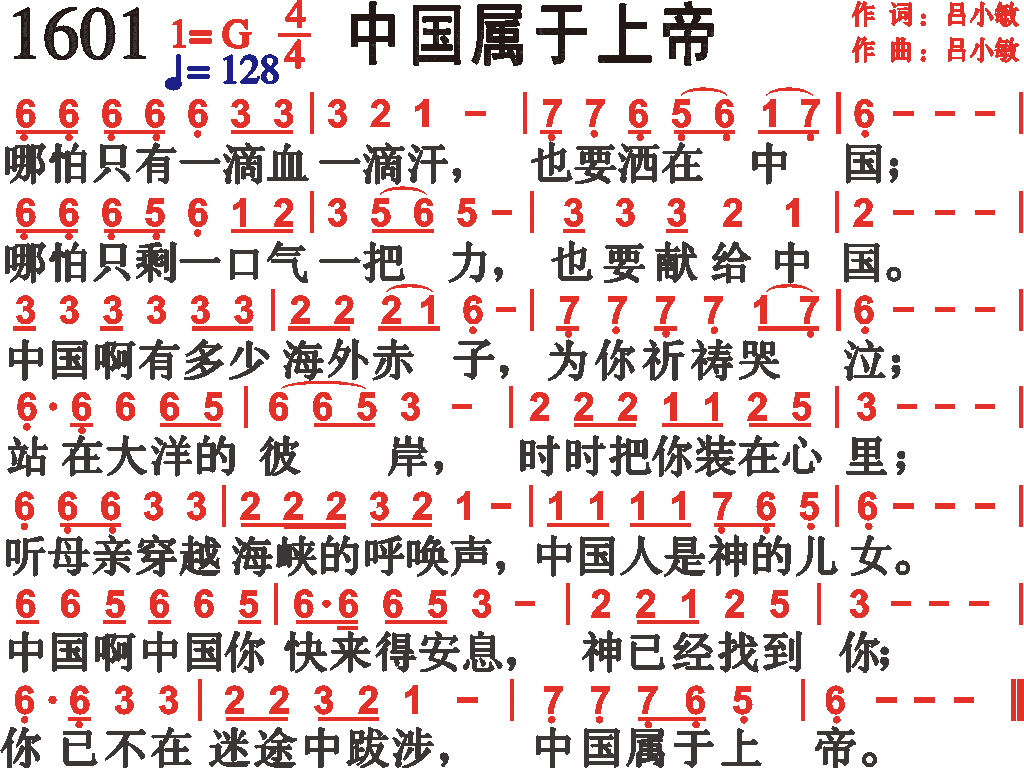 1601 1=G 4/4 中国属于上帝 作 词：吕小敏
♩=128 作 曲：吕小敏
6 6 6 6 6 3 3 | 3 2 1 – | 7 7 6 5 6 1 7 | 6 – – – |
哪怕只有一滴血 一滴汗， 也要洒在 中 国；
6 6 6 5 6 1 2 | 3 5 6 5 – | 3 3 3 2 1 | 2 – – – |
哪怕只剩一口气 一把 力， 也要献给中 国。
3 3 3 3 3 3 | 2 2 2 1 6 – | 7 7 7 7 1 7 | 6 – – – |
中国啊有多少 海外赤 子， 为你祈祷哭 泣；
6· 6 6 6 5 | 6 6 5 3 – | 2 2 2 1 1 2 5 | 3 – – – |
站 在大洋的 彼 岸， 时时把你装在心 里；
6 6 6 3 3 | 2 2 2 3 2 1 – | 1 1 1 1 7 6 5 | 6 – – – |
听母亲穿越 海峡的呼唤声， 中国人是神的儿 女。
6 6 5 6 6 5 | 6· 6 6 5 3 – | 2 2 1 2 5 | 3 – – – |
中国啊中国你 快来得安息， 神已经找到 你；
6· 6 3 3 | 2 2 3 2 1 – | 7 7 7 6 5 | 6 – – –
你 已不在 迷途中跋涉， 中国属于上 帝。